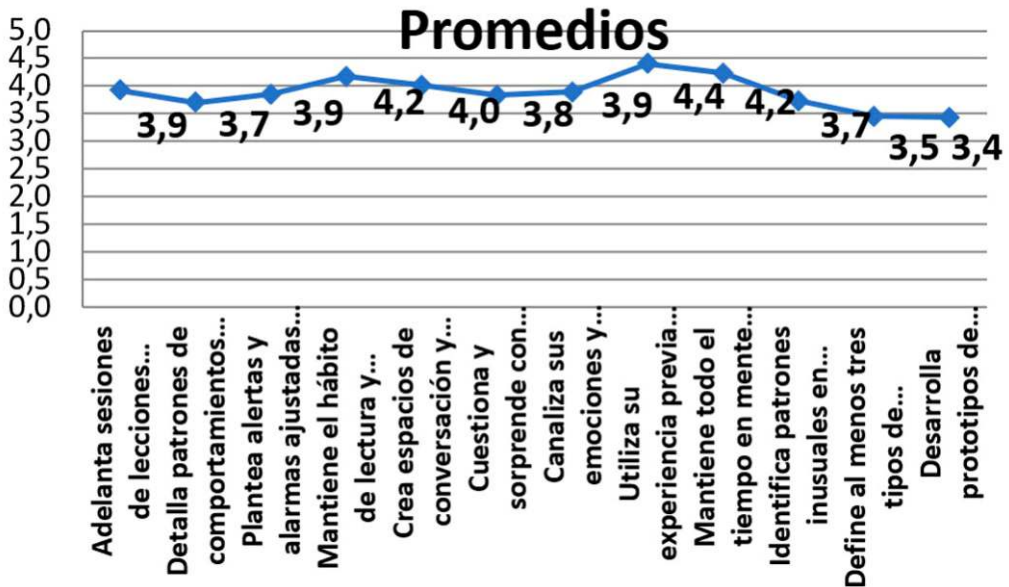 Promedios
5,0
4,5
4,0
3,5
3,0
2,5
2,0
1,5
1,0
0,5
0,0
3,9
3,7
3,9
4,2
4,0
3,8
3,9
4,4
4,2
3,7
3,5
3,4
Adelanta sesiones
de lecciones...
Detalla patrones de
comportamientos...
Plantea alertas y
alarmas ajustadas...
Mantiene el hábito
de lectura y...
Crea espacios de
conversación y...
Cuestiona y
sorprende con...
Canaliza sus
emociones y...
Utiliza su
experiencia previa...
Mantiene todo el
tiempo en mente...
Identifica patrones
inusuales en...
Define al menos tres
tipos de...
Desarrolla
prototipos de...